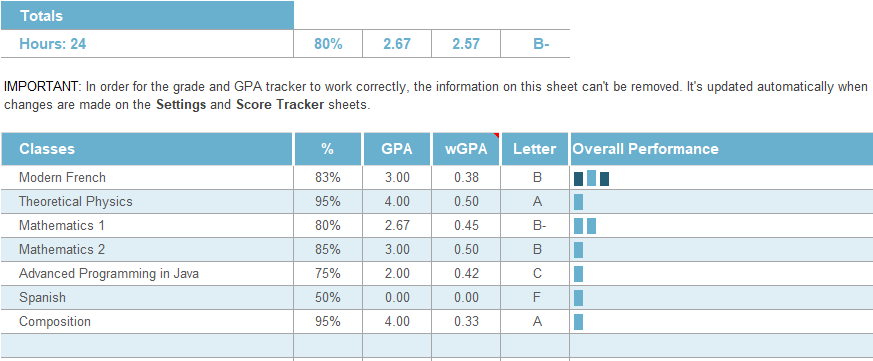 Totals
Hours: 24 80% 2.67 2.57 B-
IMPORTANT: In order for the grade and GPA tracker to work correctly, the information on this sheet can't be removed. It's updated automatically when
changes are made on the Settings and Score Tracker sheets.
Classes % GPA wGPA Letter Overall Performance
Modern French 83% 3.00 0.38 B
Theoretical Physics 95% 4.00 0.50 A
Mathematics 1 80% 2.67 0.45 B-
Mathematics 2 85% 3.00 0.50 B
Advanced Programming in Java 75% 2.00 0.42 C
Spanish 50% 0.00 0.00 F
Composition 95% 4.00 0.33 A